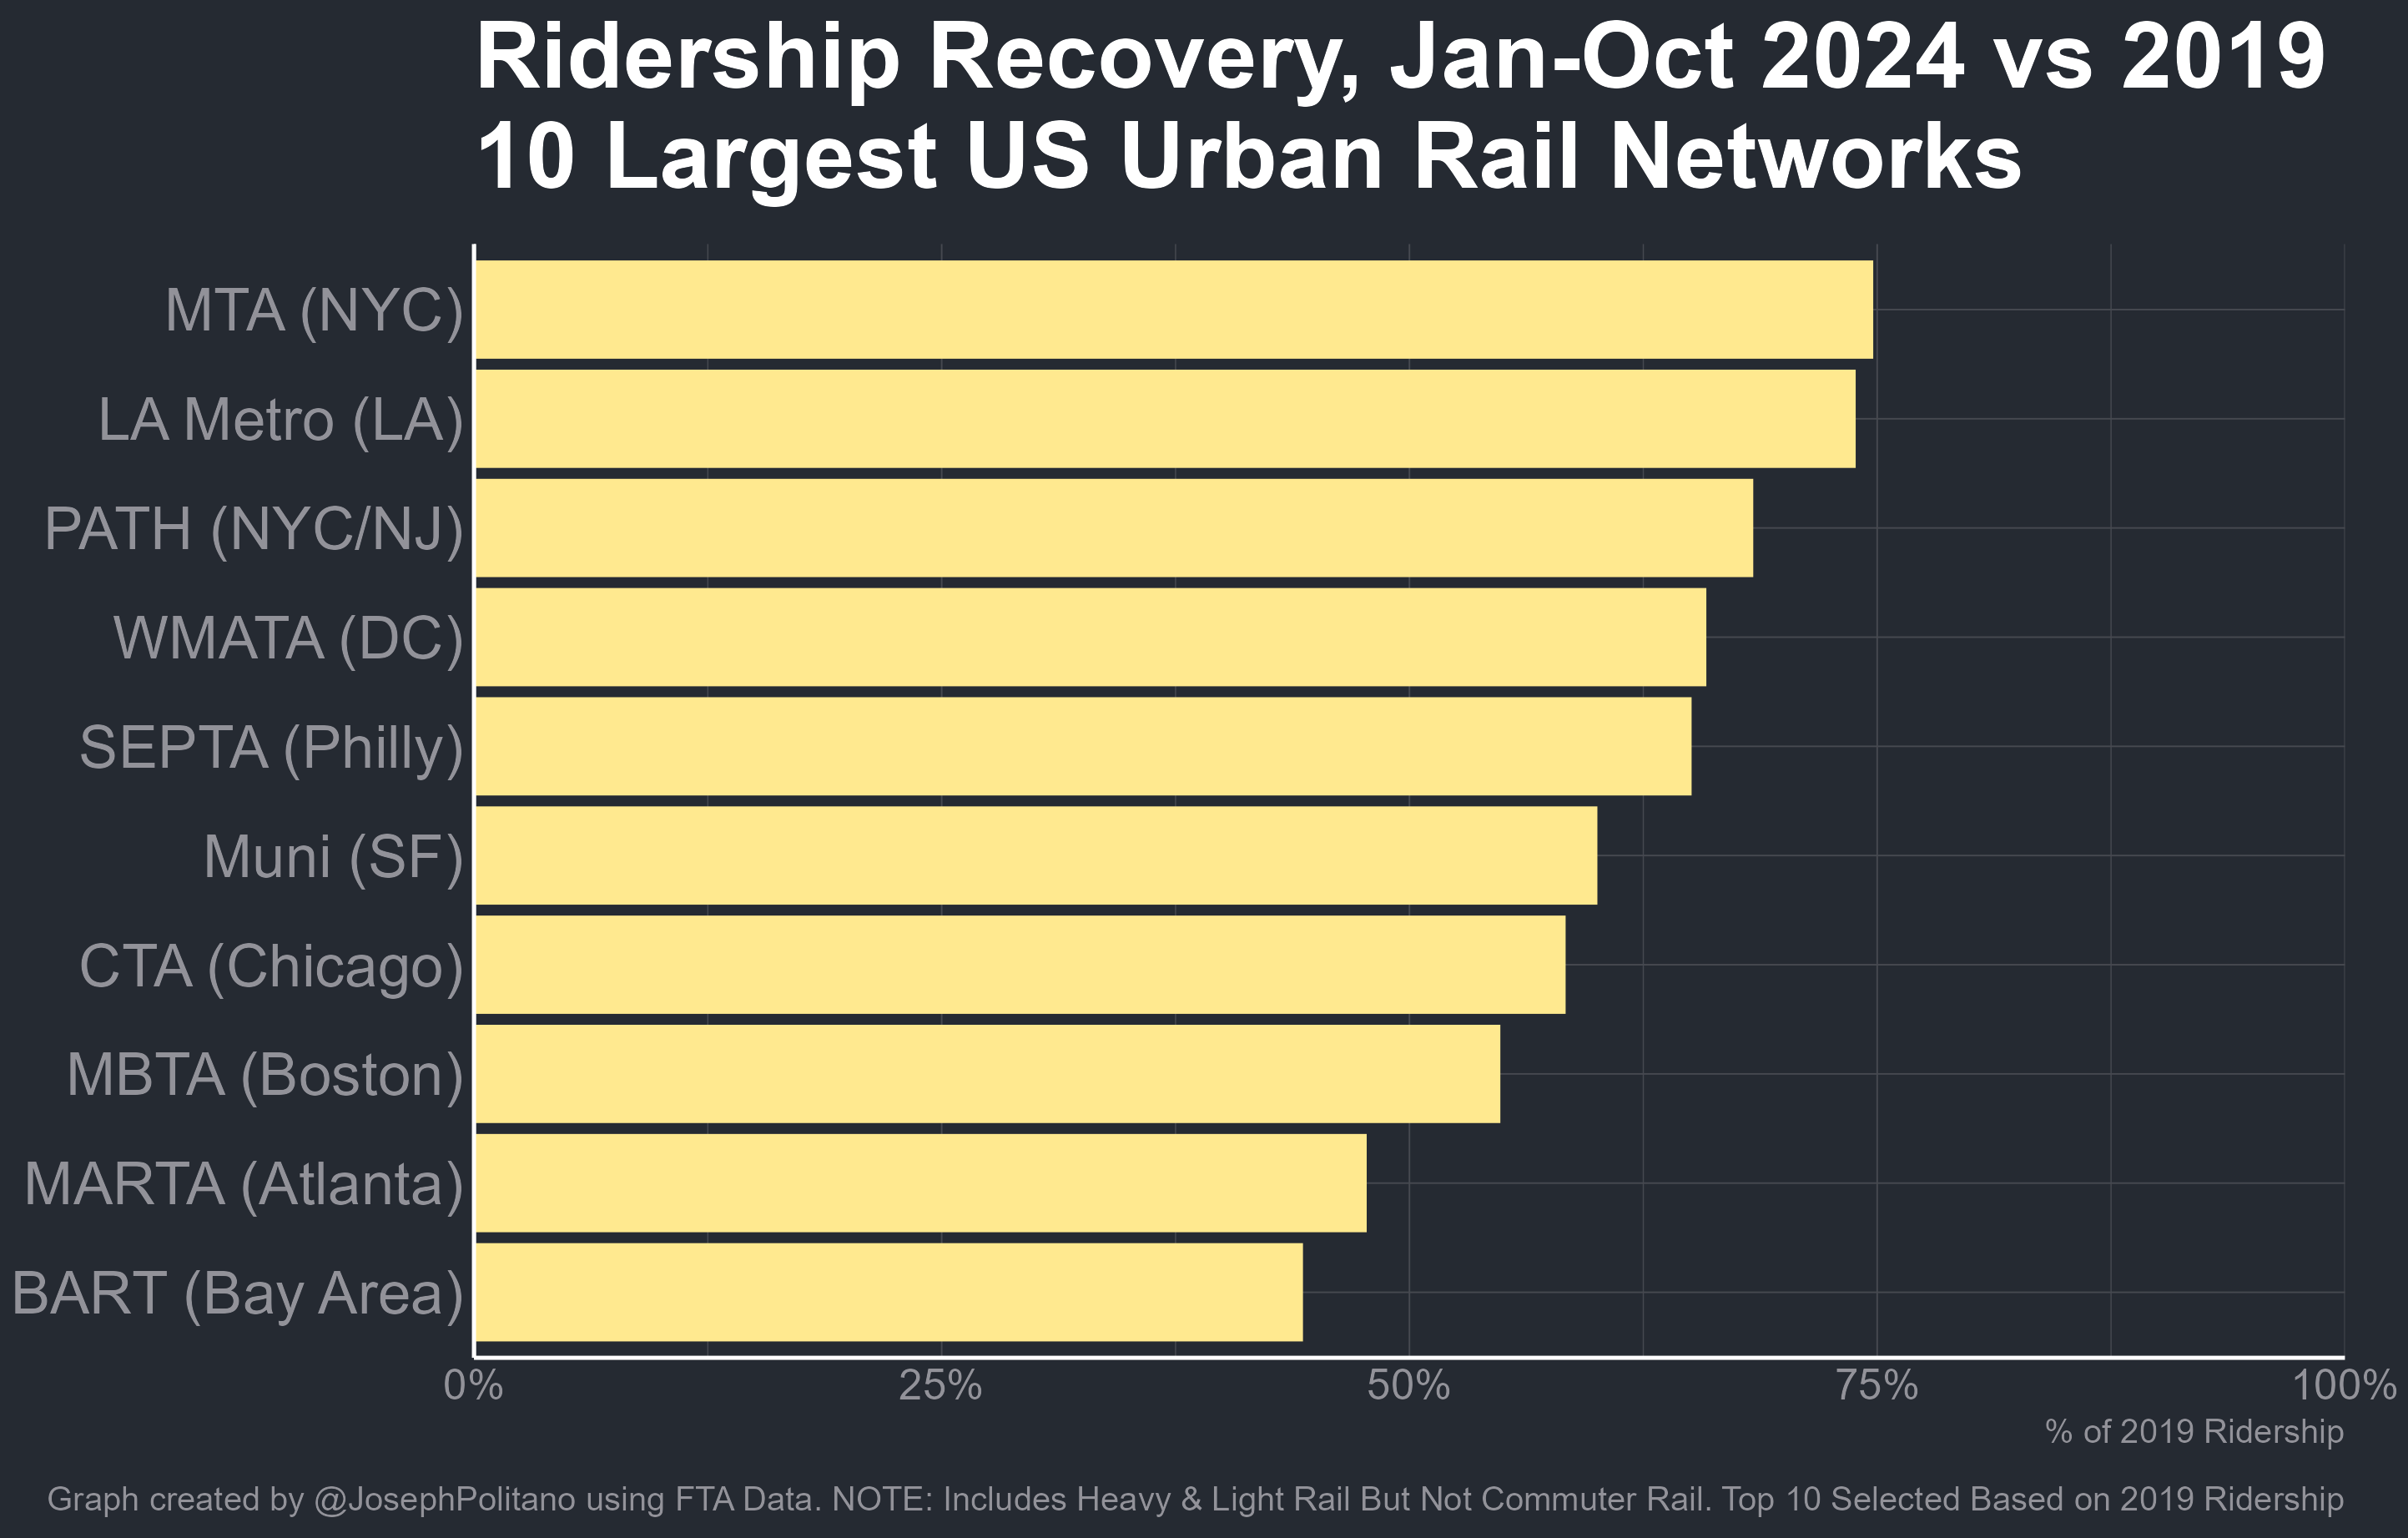 Ridership Recovery, Jan-Oct 2024 vs 2019
10 Largest US Urban Rail Networks
MTA (NYC)
LA Metro (LA)
PATH (NYC/NJ)
WMATA (DC)
SEPTA (Philly)
Muni (SF)
CTA (Chicago)
MBTA (Boston)
MARTA (Atlanta)
BART (Bay Area)
0% 25% 50% 75% 100%
% of 2019 Ridership
Graph created by @JosephPolitano using FTA Data. NOTE: Includes Heavy & Light Rail But Not Commuter Rail. Top 10 Selected Based on 2019 Ridership